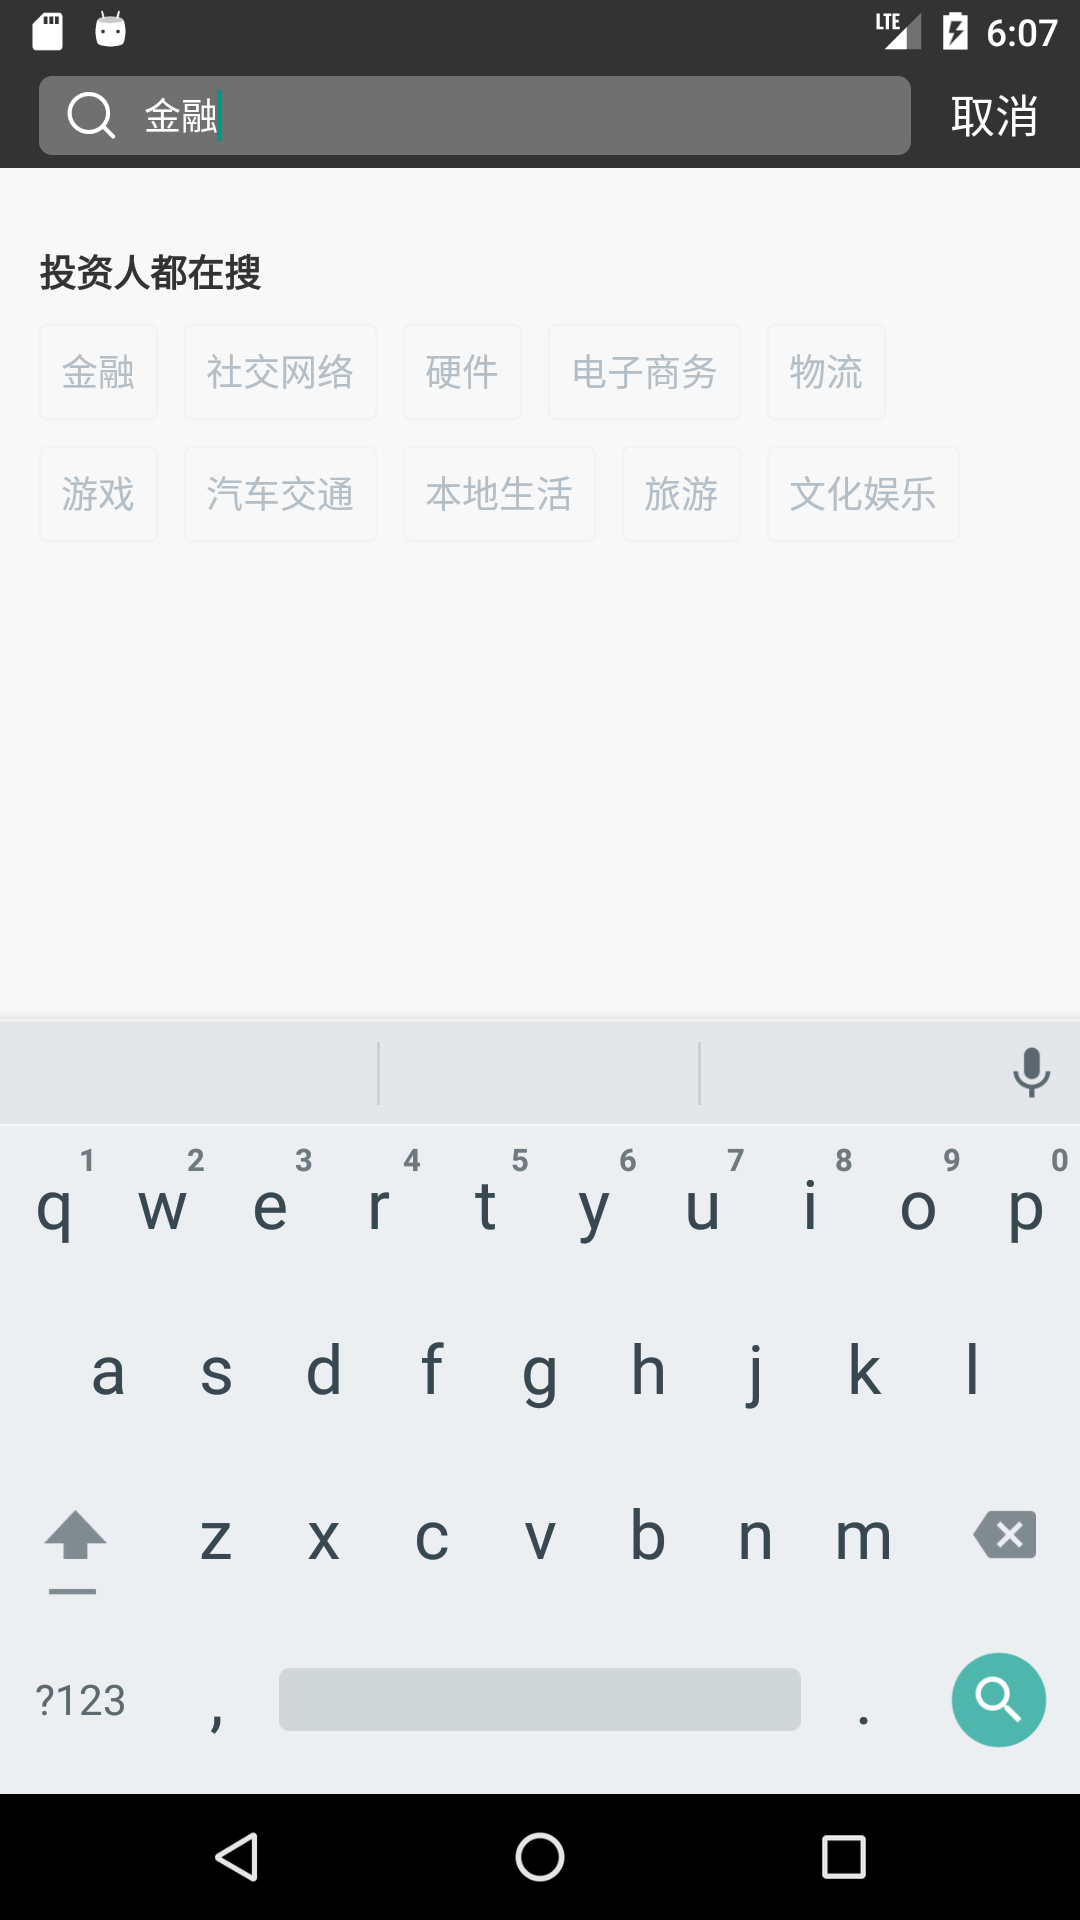 LTE 6:07
金融 取消
投资人都在搜
金融 社交网络 硬件 电子商务 物流
游戏 汽车交通 本地生活 旅游 文化娱乐
1 2 3 4 5 6 7 8 9 0
q w e r t y u i o p
a s d f g h j k l
z x c v b n m
?123 , .